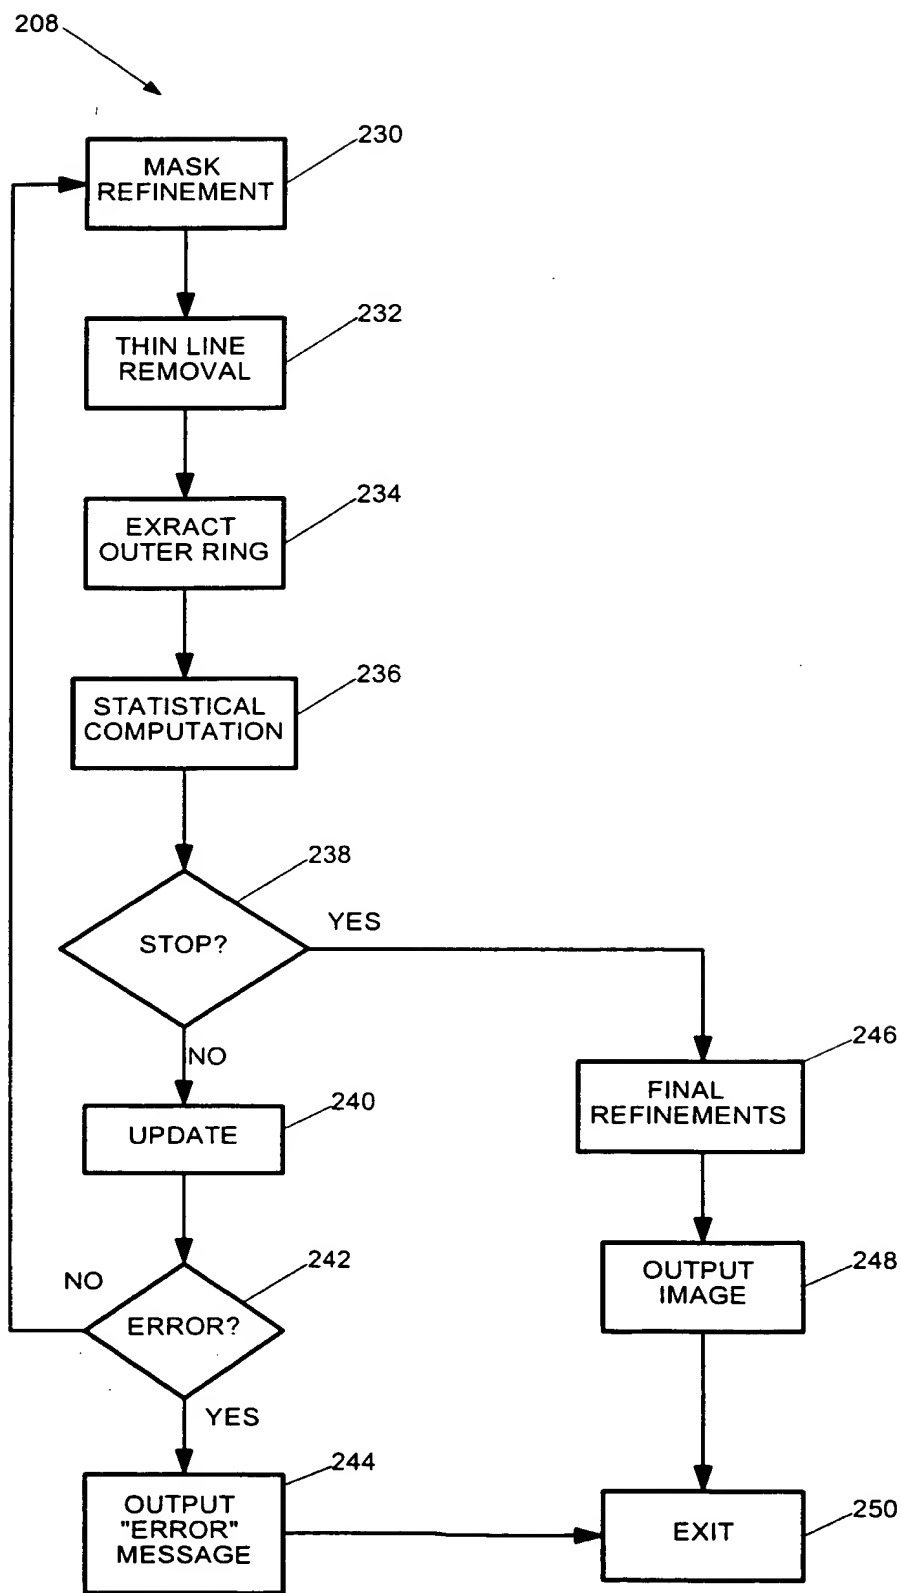 208
230
MASK
REFINEMENT
232
THIN LINE
REMOVAL
234
EXRACT
OUTER RING
236
STATISTICAL
COMPUTATION
238
STOP?
YES
NO
246
FINAL
REFINEMENTS
240
UPDATE
242
NO
ERROR?
248
OUTPUT
IMAGE
YES
244
OUTPUT
"ERROR"
MESSAGE
EXIT
250